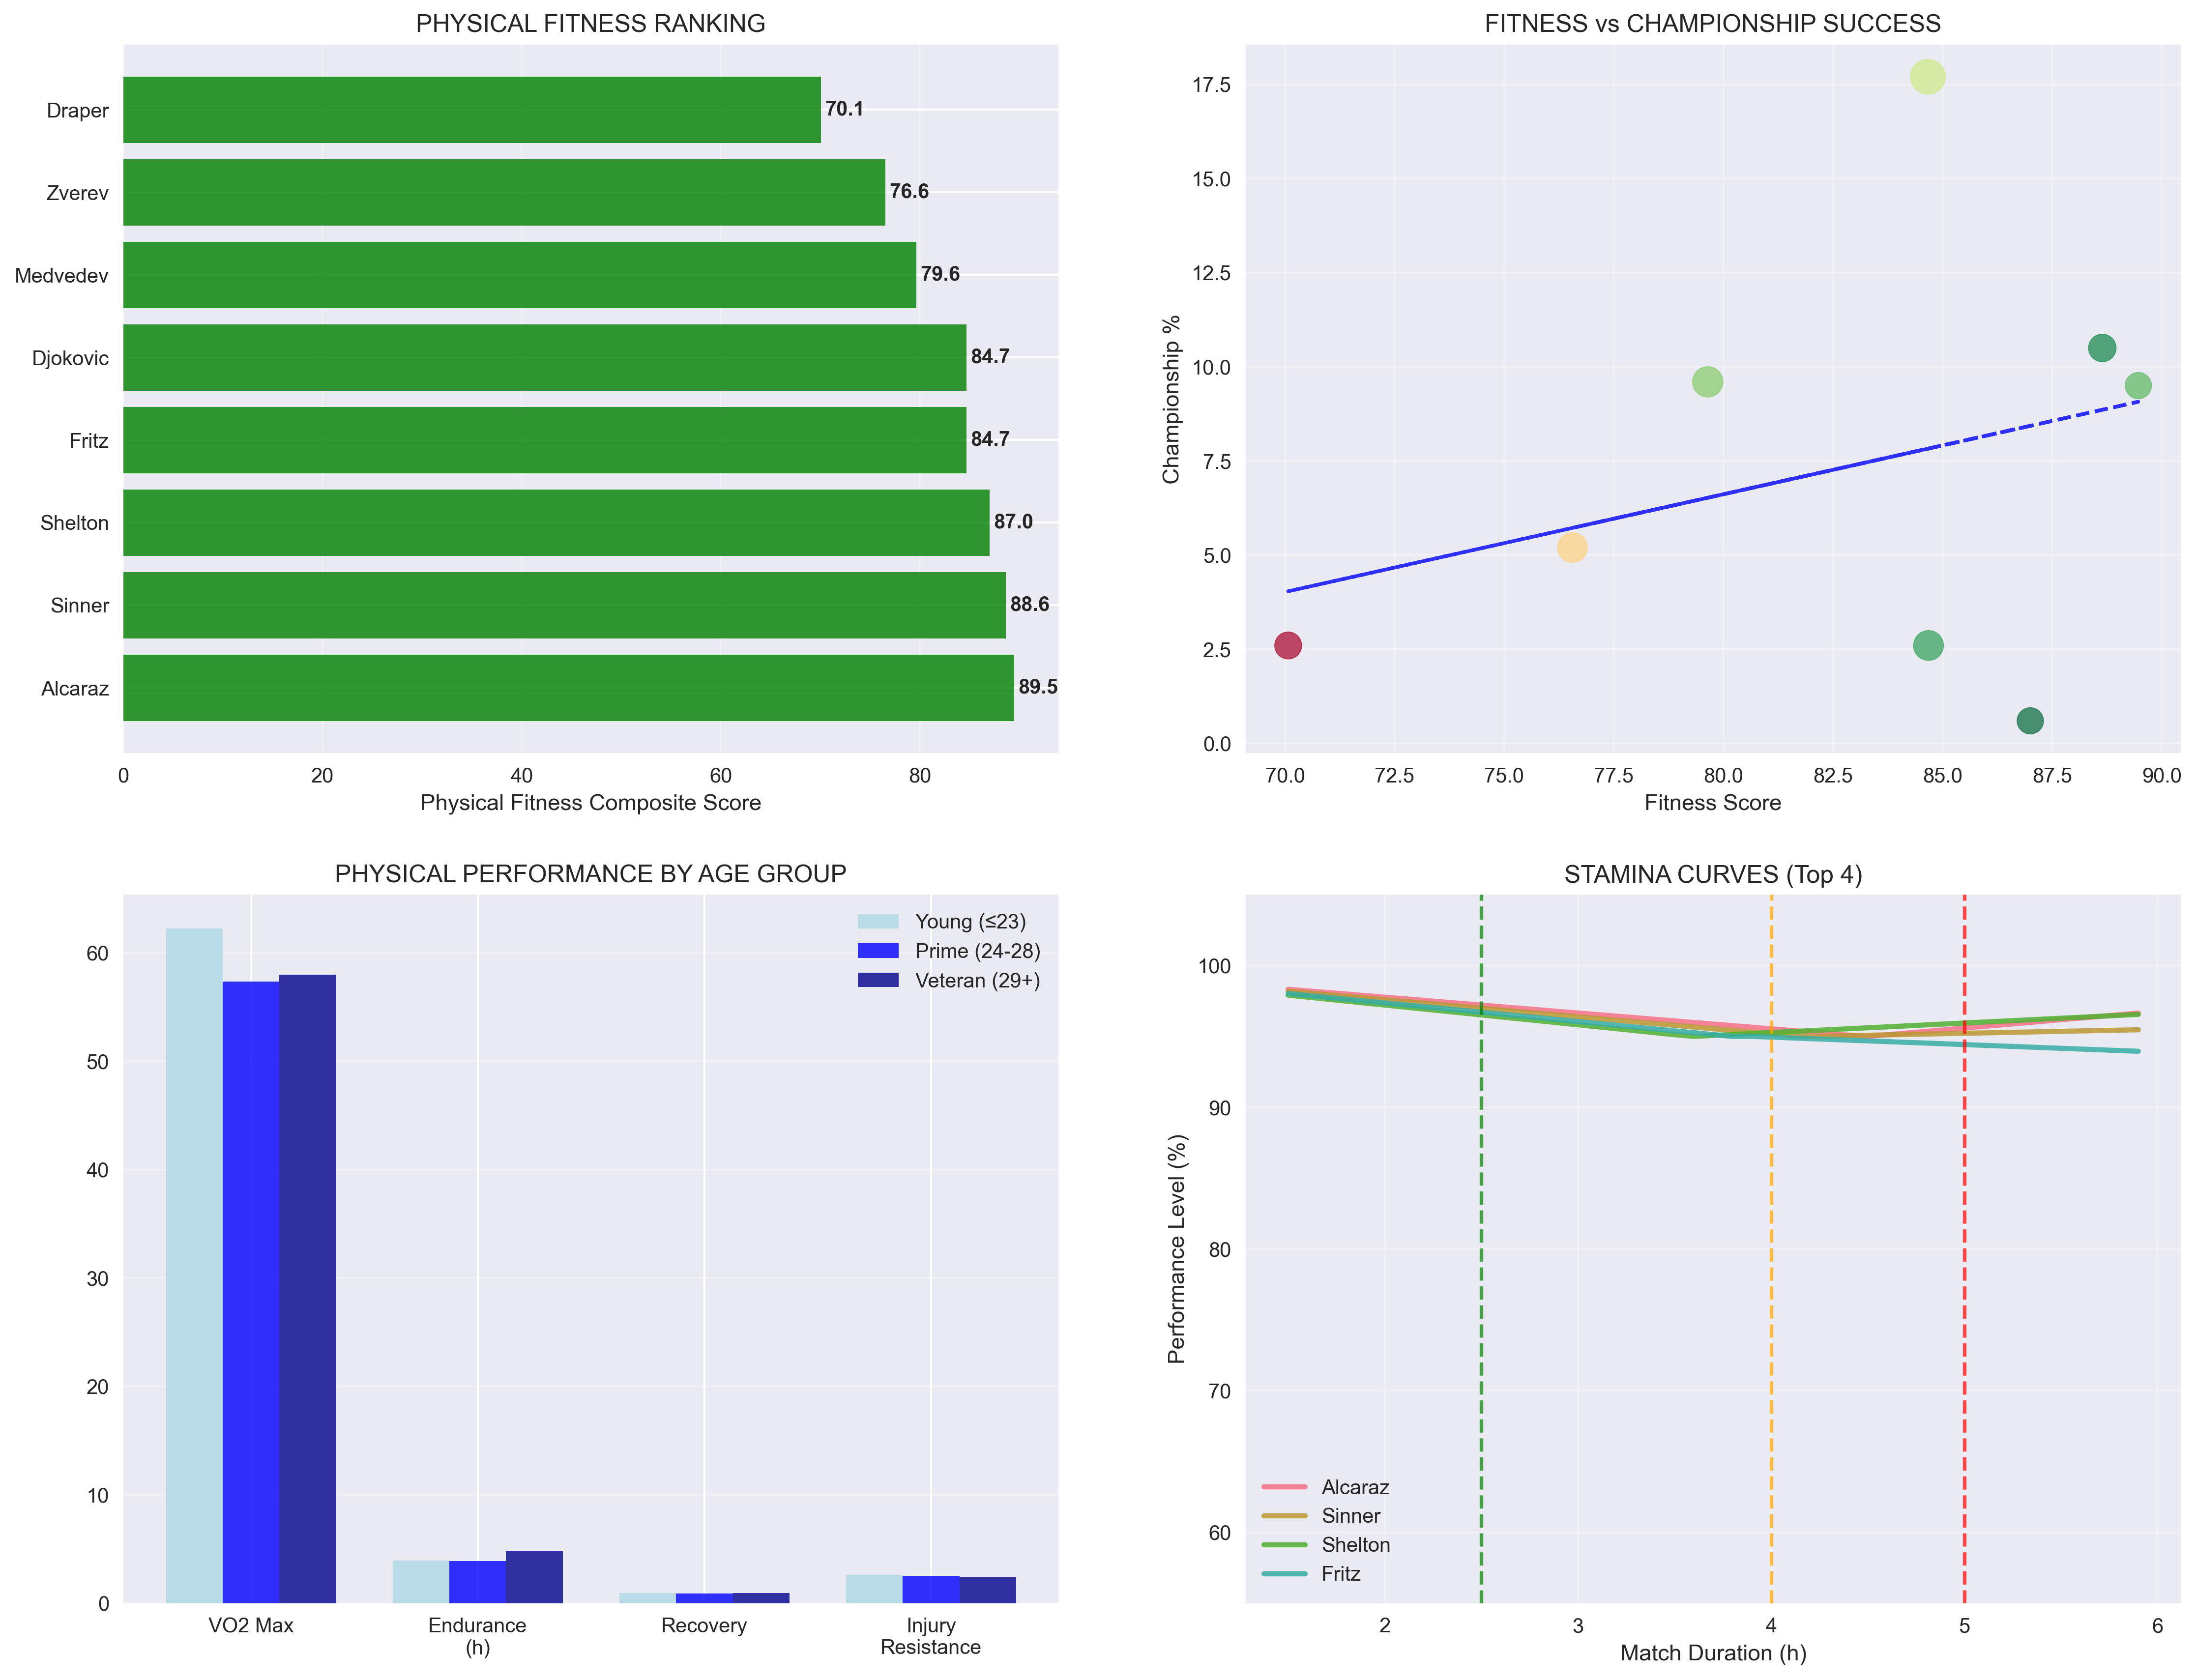 PHYSICAL FITNESS RANKING
Draper
70.1
Zverev
76.6
Medvedev
79.6
Djokovic
84.7
Fritz
84.7
Shelton
87.0
Sinner
88.6
Alcaraz
89.5
0 20 40 60 80
Physical Fitness Composite Score
FITNESS vs CHAMPIONSHIP SUCCESS
Championship %
17.5
15.0
12.5
10.0
7.5
5.0
2.5
0.0
70.0 72.5 75.0 77.5 80.0 82.5 85.0 87.5 90.0
Fitness Score
PHYSICAL PERFORMANCE BY AGE GROUP
Young (≤23)
Prime (24-28)
Veteran (29+)
60
50
40
30
20
10
0
VO2 Max
Endurance
(h)
Recovery
Injury
Resistance
STAMINA CURVES (Top 4)
Performance Level (%)
100
90
80
70
60
Alcaraz
Sinner
Shelton
Fritz
2 3 4 5 6
Match Duration (h)